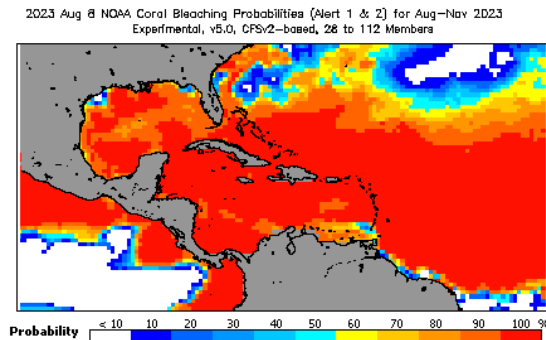 2023 Aug 8 NOAA Coral Bleaching Probabilities (Alert 1 & 2) for Aug-Nov 2023
Experimental, v5.0, CFSv2-based, 28 to 112 Members
Probability < 10 10 20 30 40 50 60 70 80 90 100 %